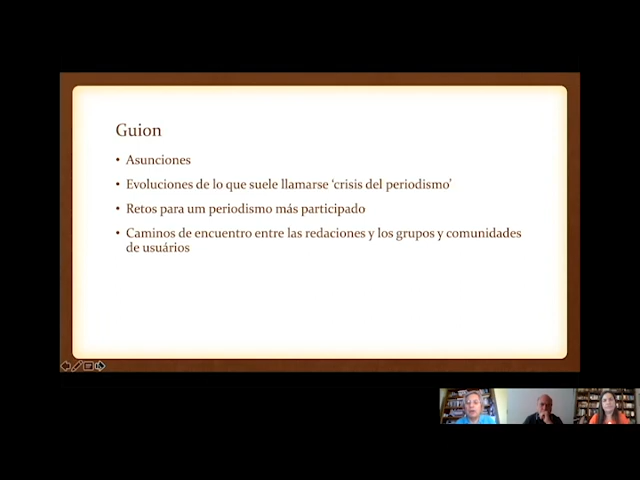 Guion
• Asunciones
• Evoluciones de lo que suele llamarse 'crisis del periodismo'
• Retos para um periodismo más participado
• Caminos de encuentro entre las redaciones y los grupos y comunidades
de usuários